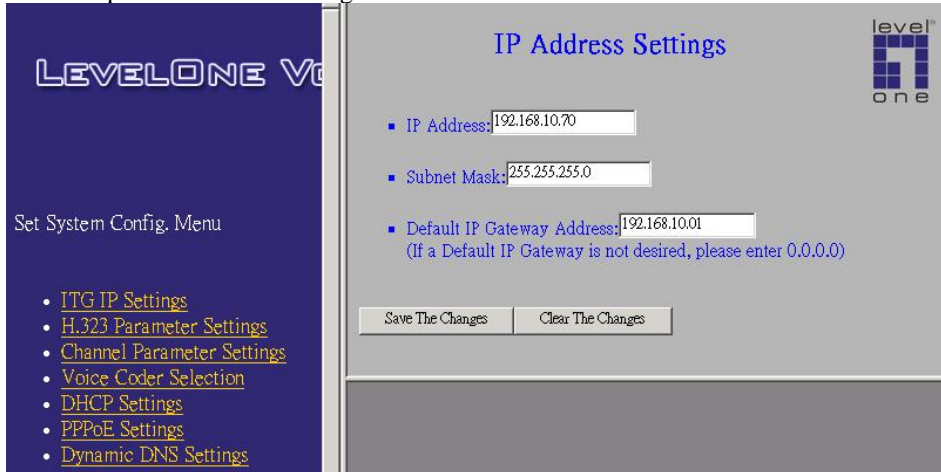 LEVELONE Vo
Set System Config. Menu
ITG IP Settings
H.323 Parameter Settings
Channel Parameter Settings
Voice Coder Selection
DHCP Settings
PPPoE Settings
Dynamic DNS Settings
IP Address Settings
level
one
IP Address: 192.168.10.70
Subnet Mask: 255.255.255.0
Default IP Gateway Address: 192.168.10.01
(If a Default IP Gateway is not desired, please enter 0.0.0.0)
Save The Changes Clear The Changes